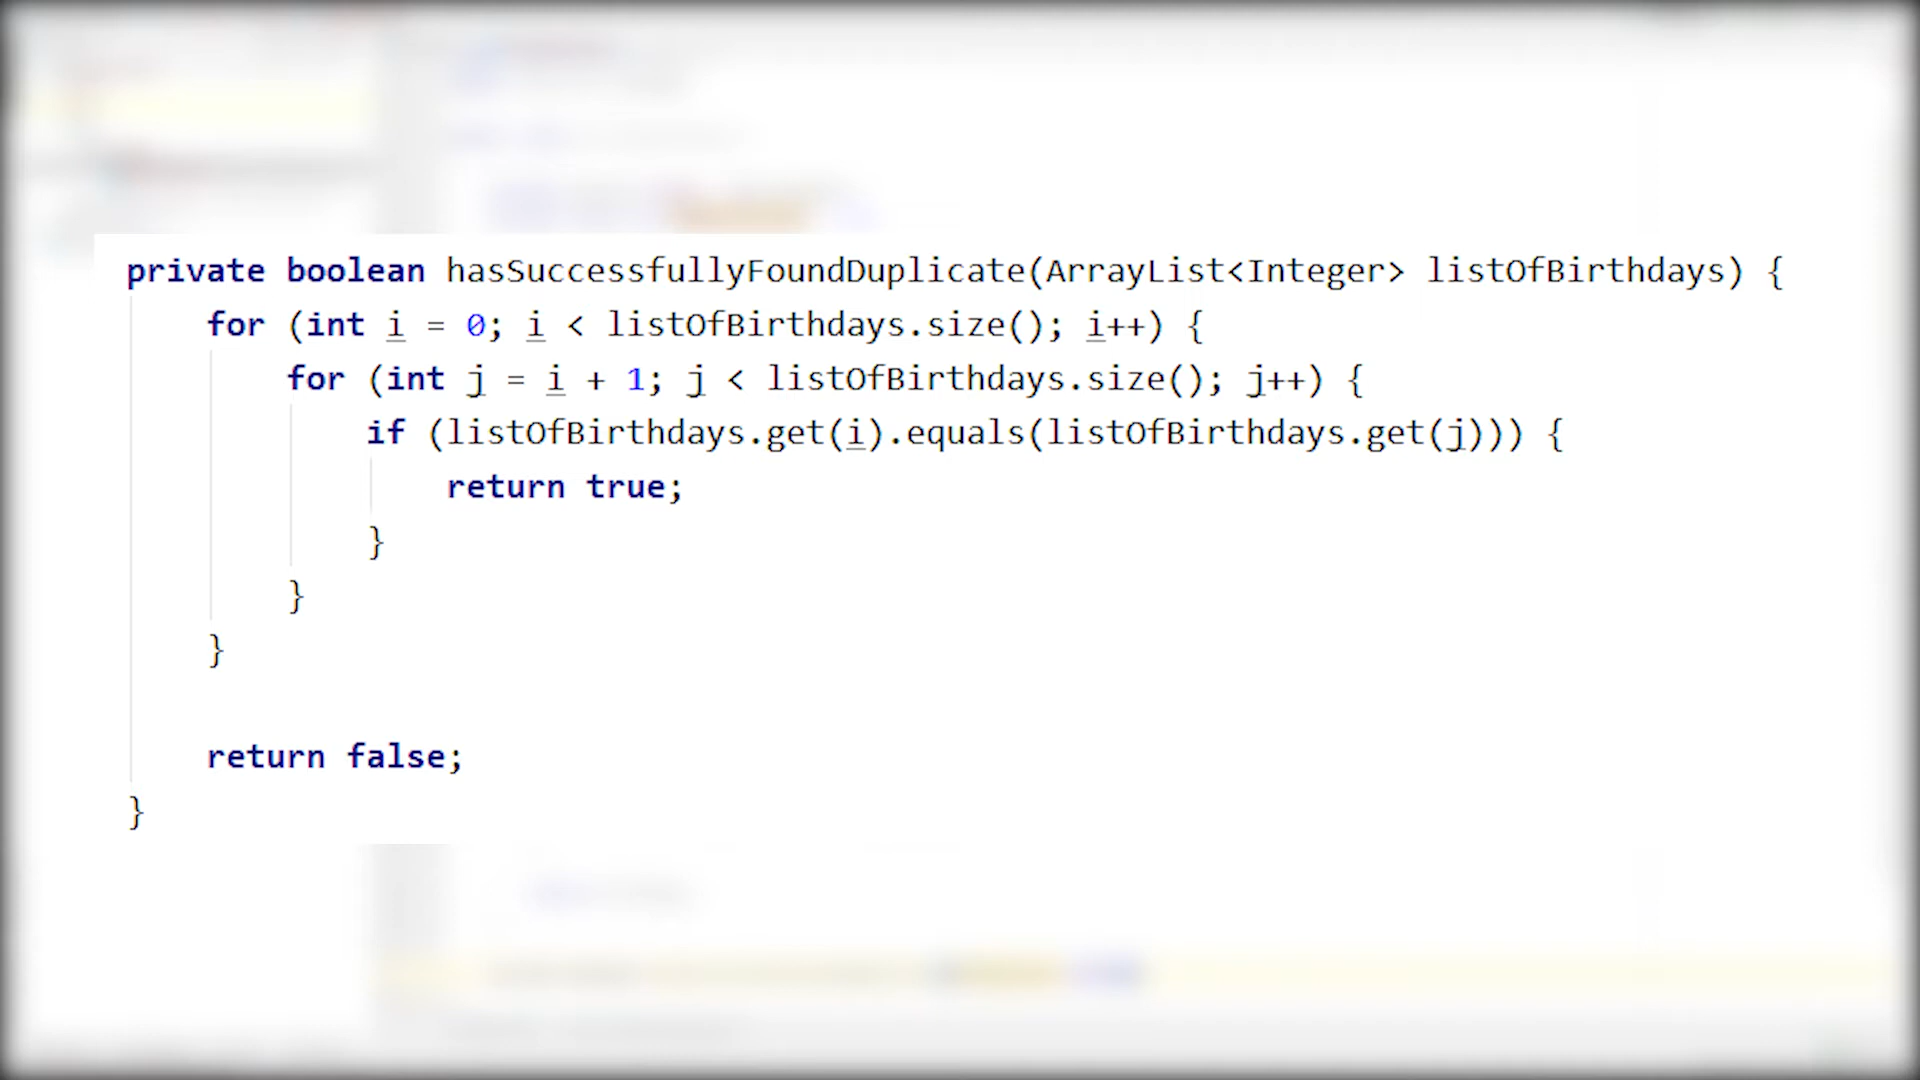 private boolean hasSuccessfullyFoundDuplicate(ArrayList<Integer> listOfBirthdays) {
for (int i = 0; i < listOfBirthdays.size(); i++) {
for (int j = i + 1; j < listOfBirthdays.size(); j++) {
if (listOfBirthdays.get(i).equals(listOfBirthdays.get(j))) {
return true;
}
}
}
return false;
}